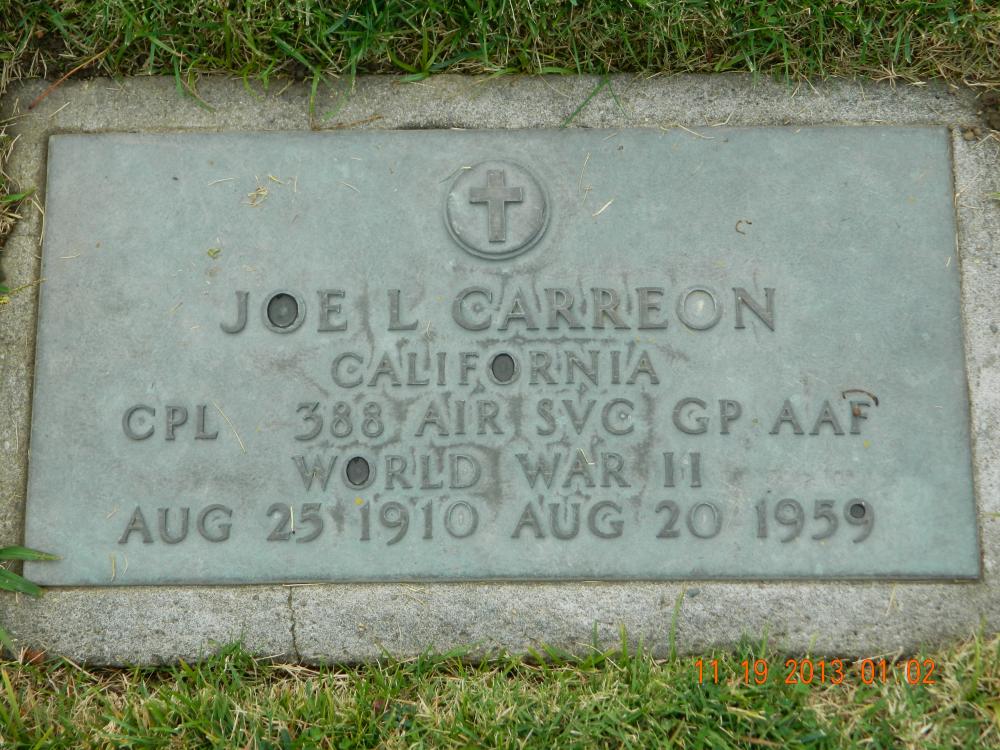 JOE L CARREON
CALIFORNIA
CPL 388 AIR SVC GP AAF
WORLD WAR II
AUG 25 1910 AUG 20 1959
11.19.2013 01:02